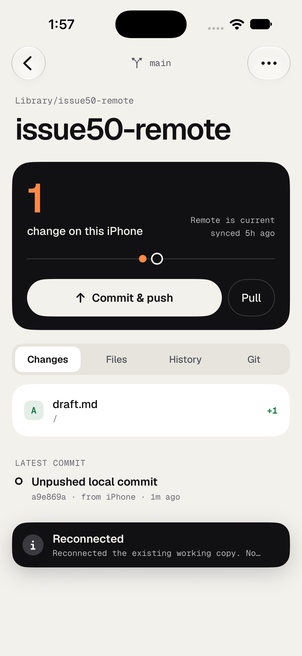 1:57
main
Library/issue50-remote
issue50-remote
1
change on this iPhone
Remote is current
synced 5h ago
↑ Commit & push
Pull
Changes
Files
History
Git
A
draft.md
/
+1
LATEST COMMIT
Unpushed local commit
a9e869a · from iPhone · 1m ago
i
Reconnected
Reconnected the existing working copy. No…